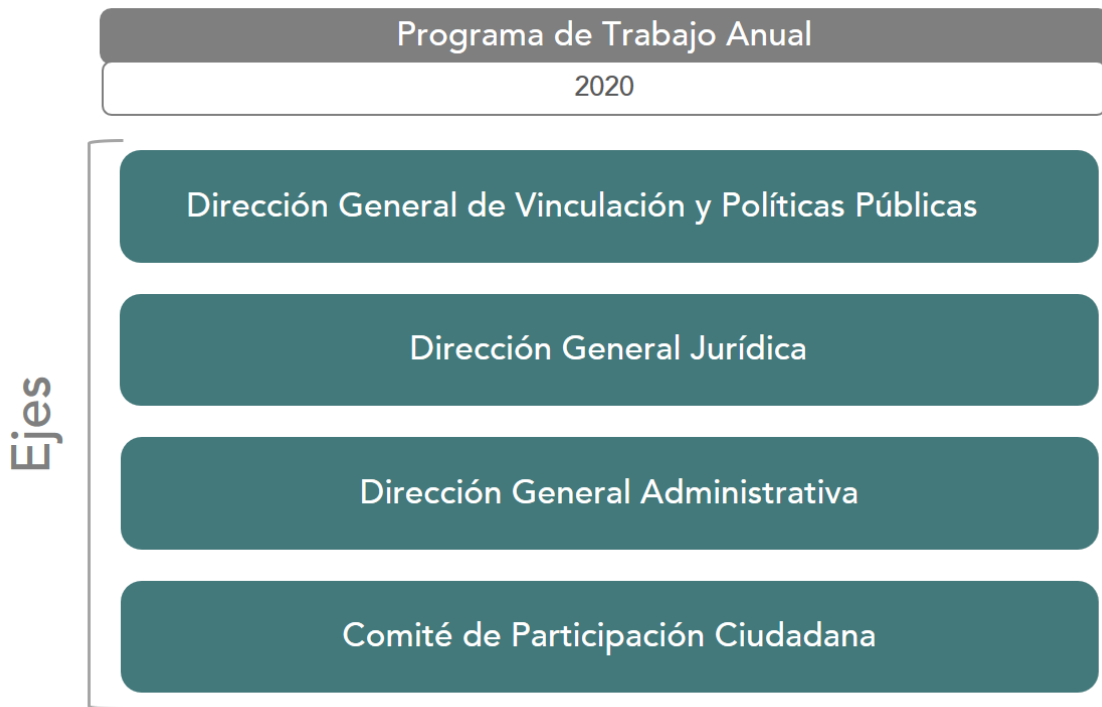 Programa de Trabajo Anual
2020
Ejes
Dirección General de Vinculación y Políticas Públicas
Dirección General Jurídica
Dirección General Administrativa
Comité de Participación Ciudadana